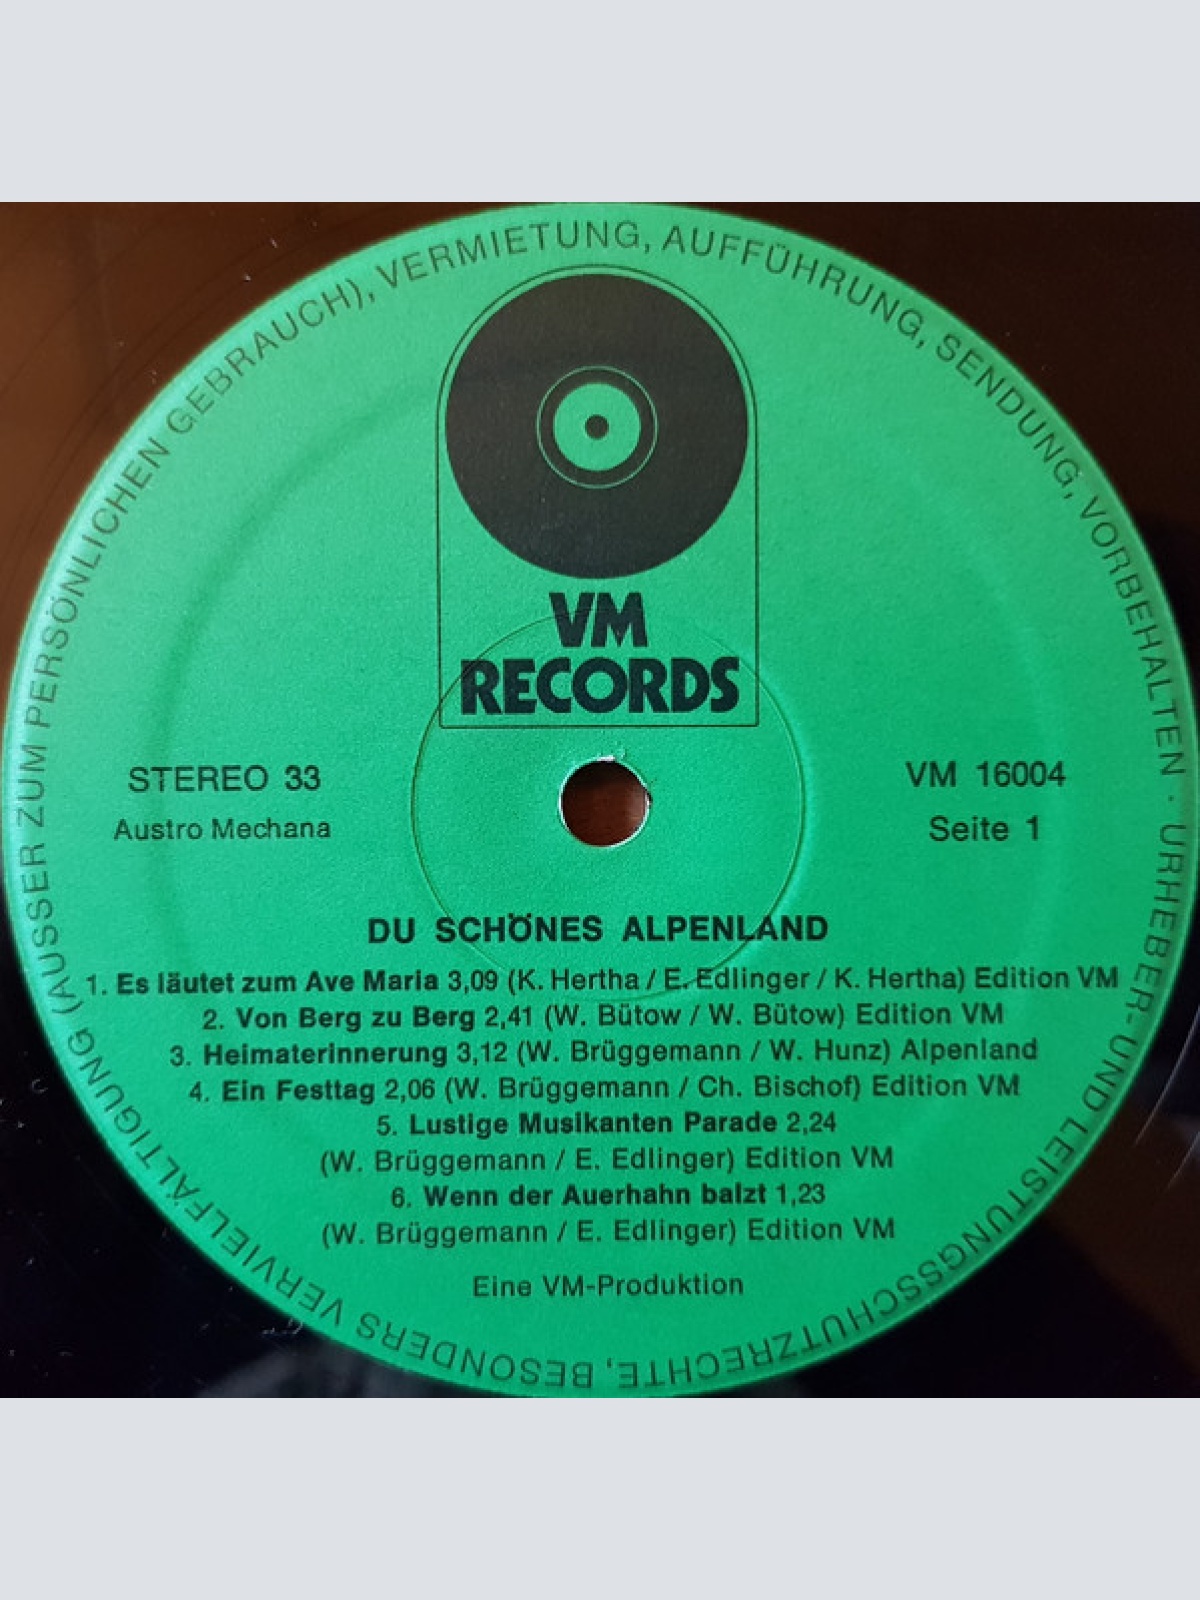 URHEBER- UND LEISTUNGSSCHUTZRECHTE, BESONDERS VERVIELFÄLTIGUNG (AUSSER ZUM PERSÖNLICHEN GEBRAUCH), VERMIETUNG, AUFFÜHRUNG, SENDUNG, VORBEHALTEN ·
VM
RECORDS
STEREO 33
Austro Mechana
VM 16004
Seite 1
DU SCHÖNES ALPENLAND
1. Es läutet zum Ave Maria 3,09 (K. Hertha / E. Edlinger / K. Hertha) Edition VM
2. Von Berg zu Berg 2,41 (W. Bütow / W. Bütow) Edition VM
3. Heimaterinnerung 3,12 (W. Brüggemann / W. Hunz) Alpenland
4. Ein Festtag 2,06 (W. Brüggemann / Ch. Bischof) Edition VM
5. Lustige Musikanten Parade 2,24
(W. Brüggemann / E. Edlinger) Edition VM
6. Wenn der Auerhahn balzt 1,23
(W. Brüggemann / E. Edlinger) Edition VM
Eine VM-Produktion